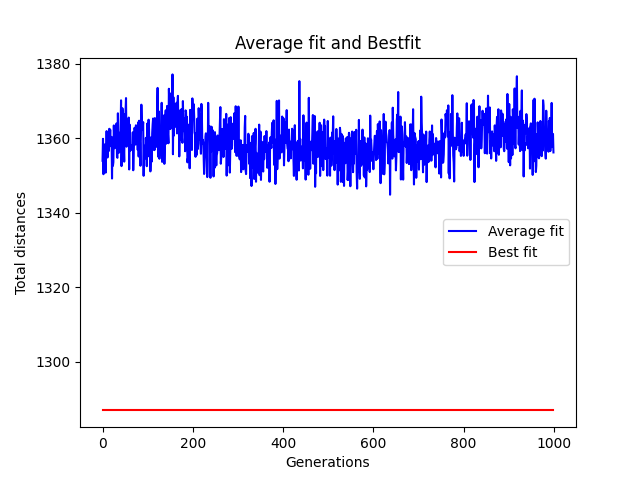 Average fit and Bestfit
Total distances
1380
1360
1340
1320
1300
Average fit
Best fit
0 200 400 600 800 1000
Generations